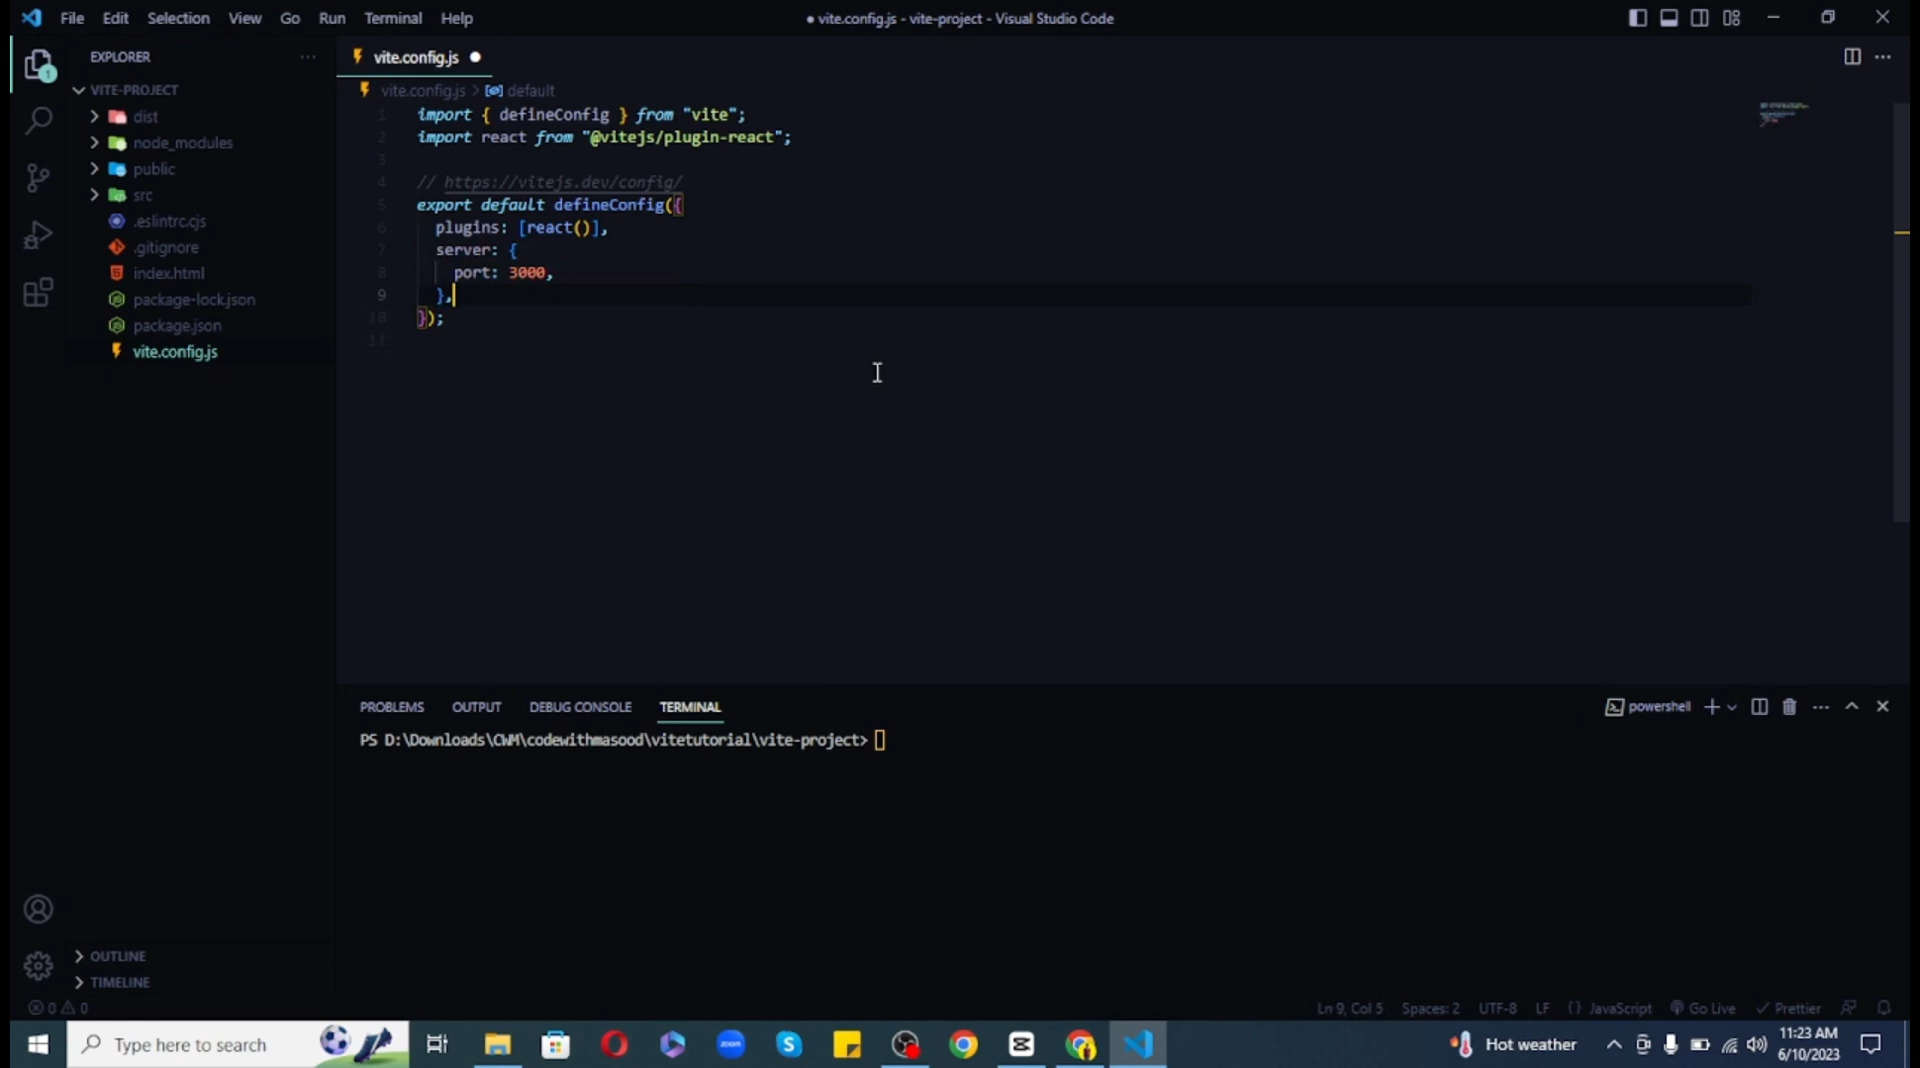 File Edit Selection View Go Run Terminal Help
● vite.config.js - vite-project - Visual Studio Code
EXPLORER
1
VITE-PROJECT
dist
node_modules
public
src
.eslintrc.cjs
.gitignore
index.html
package-lock.json
package.json
vite.config.js
OUTLINE
TIMELINE
vite.config.js
vite.config.js > default
1 import { defineConfig } from "vite";
2 import react from "@vitejs/plugin-react";
3
4 // https://vitejs.dev/config/
5 export default defineConfig({
6 plugins: [react()],
7 server: {
8 port: 3000,
9 },
10 });
11
PROBLEMS OUTPUT DEBUG CONSOLE TERMINAL
powershell
PS D:\Downloads\CWM\codewithmasood\vitetutorial\vite-project>
0 0
Ln 9, Col 5 Spaces: 2 UTF-8 LF {} JavaScript Go Live Prettier
Type here to search
zoom
Hot weather
11:23 AM
6/10/2023